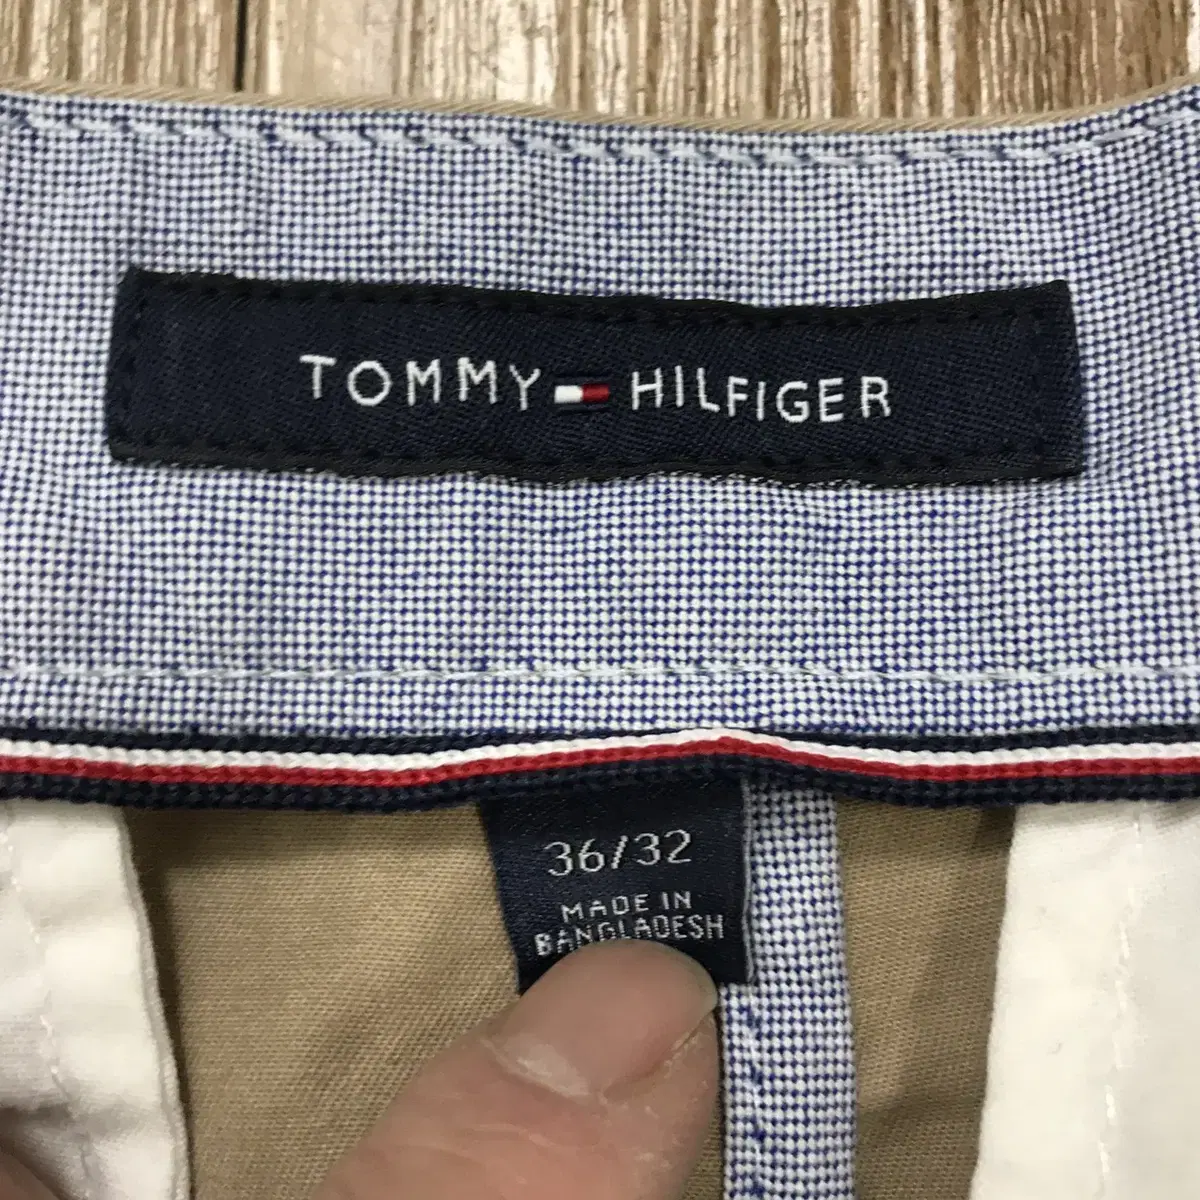 TOMMY HILFIGER
36/32
MADE IN
BANGLADESH